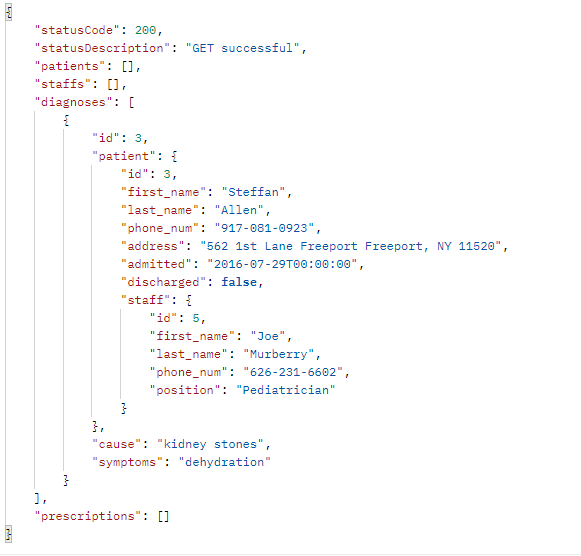 {
"statusCode": 200,
"statusDescription": "GET successful",
"patients": [],
"staffs": [],
"diagnoses": [
{
"id": 3,
"patient": {
"id": 3,
"first_name": "Steffan",
"last_name": "Allen",
"phone_num": "917-081-0923",
"address": "562 1st Lane Freeport Freeport, NY 11520",
"admitted": "2016-07-29T00:00:00",
"discharged": false,
"staff": {
"id": 5,
"first_name": "Joe",
"last_name": "Murberry",
"phone_num": "626-231-6602",
"position": "Pediatrician"
}
},
"cause": "kidney stones",
"symptoms": "dehydration"
}
],
"prescriptions": []
}